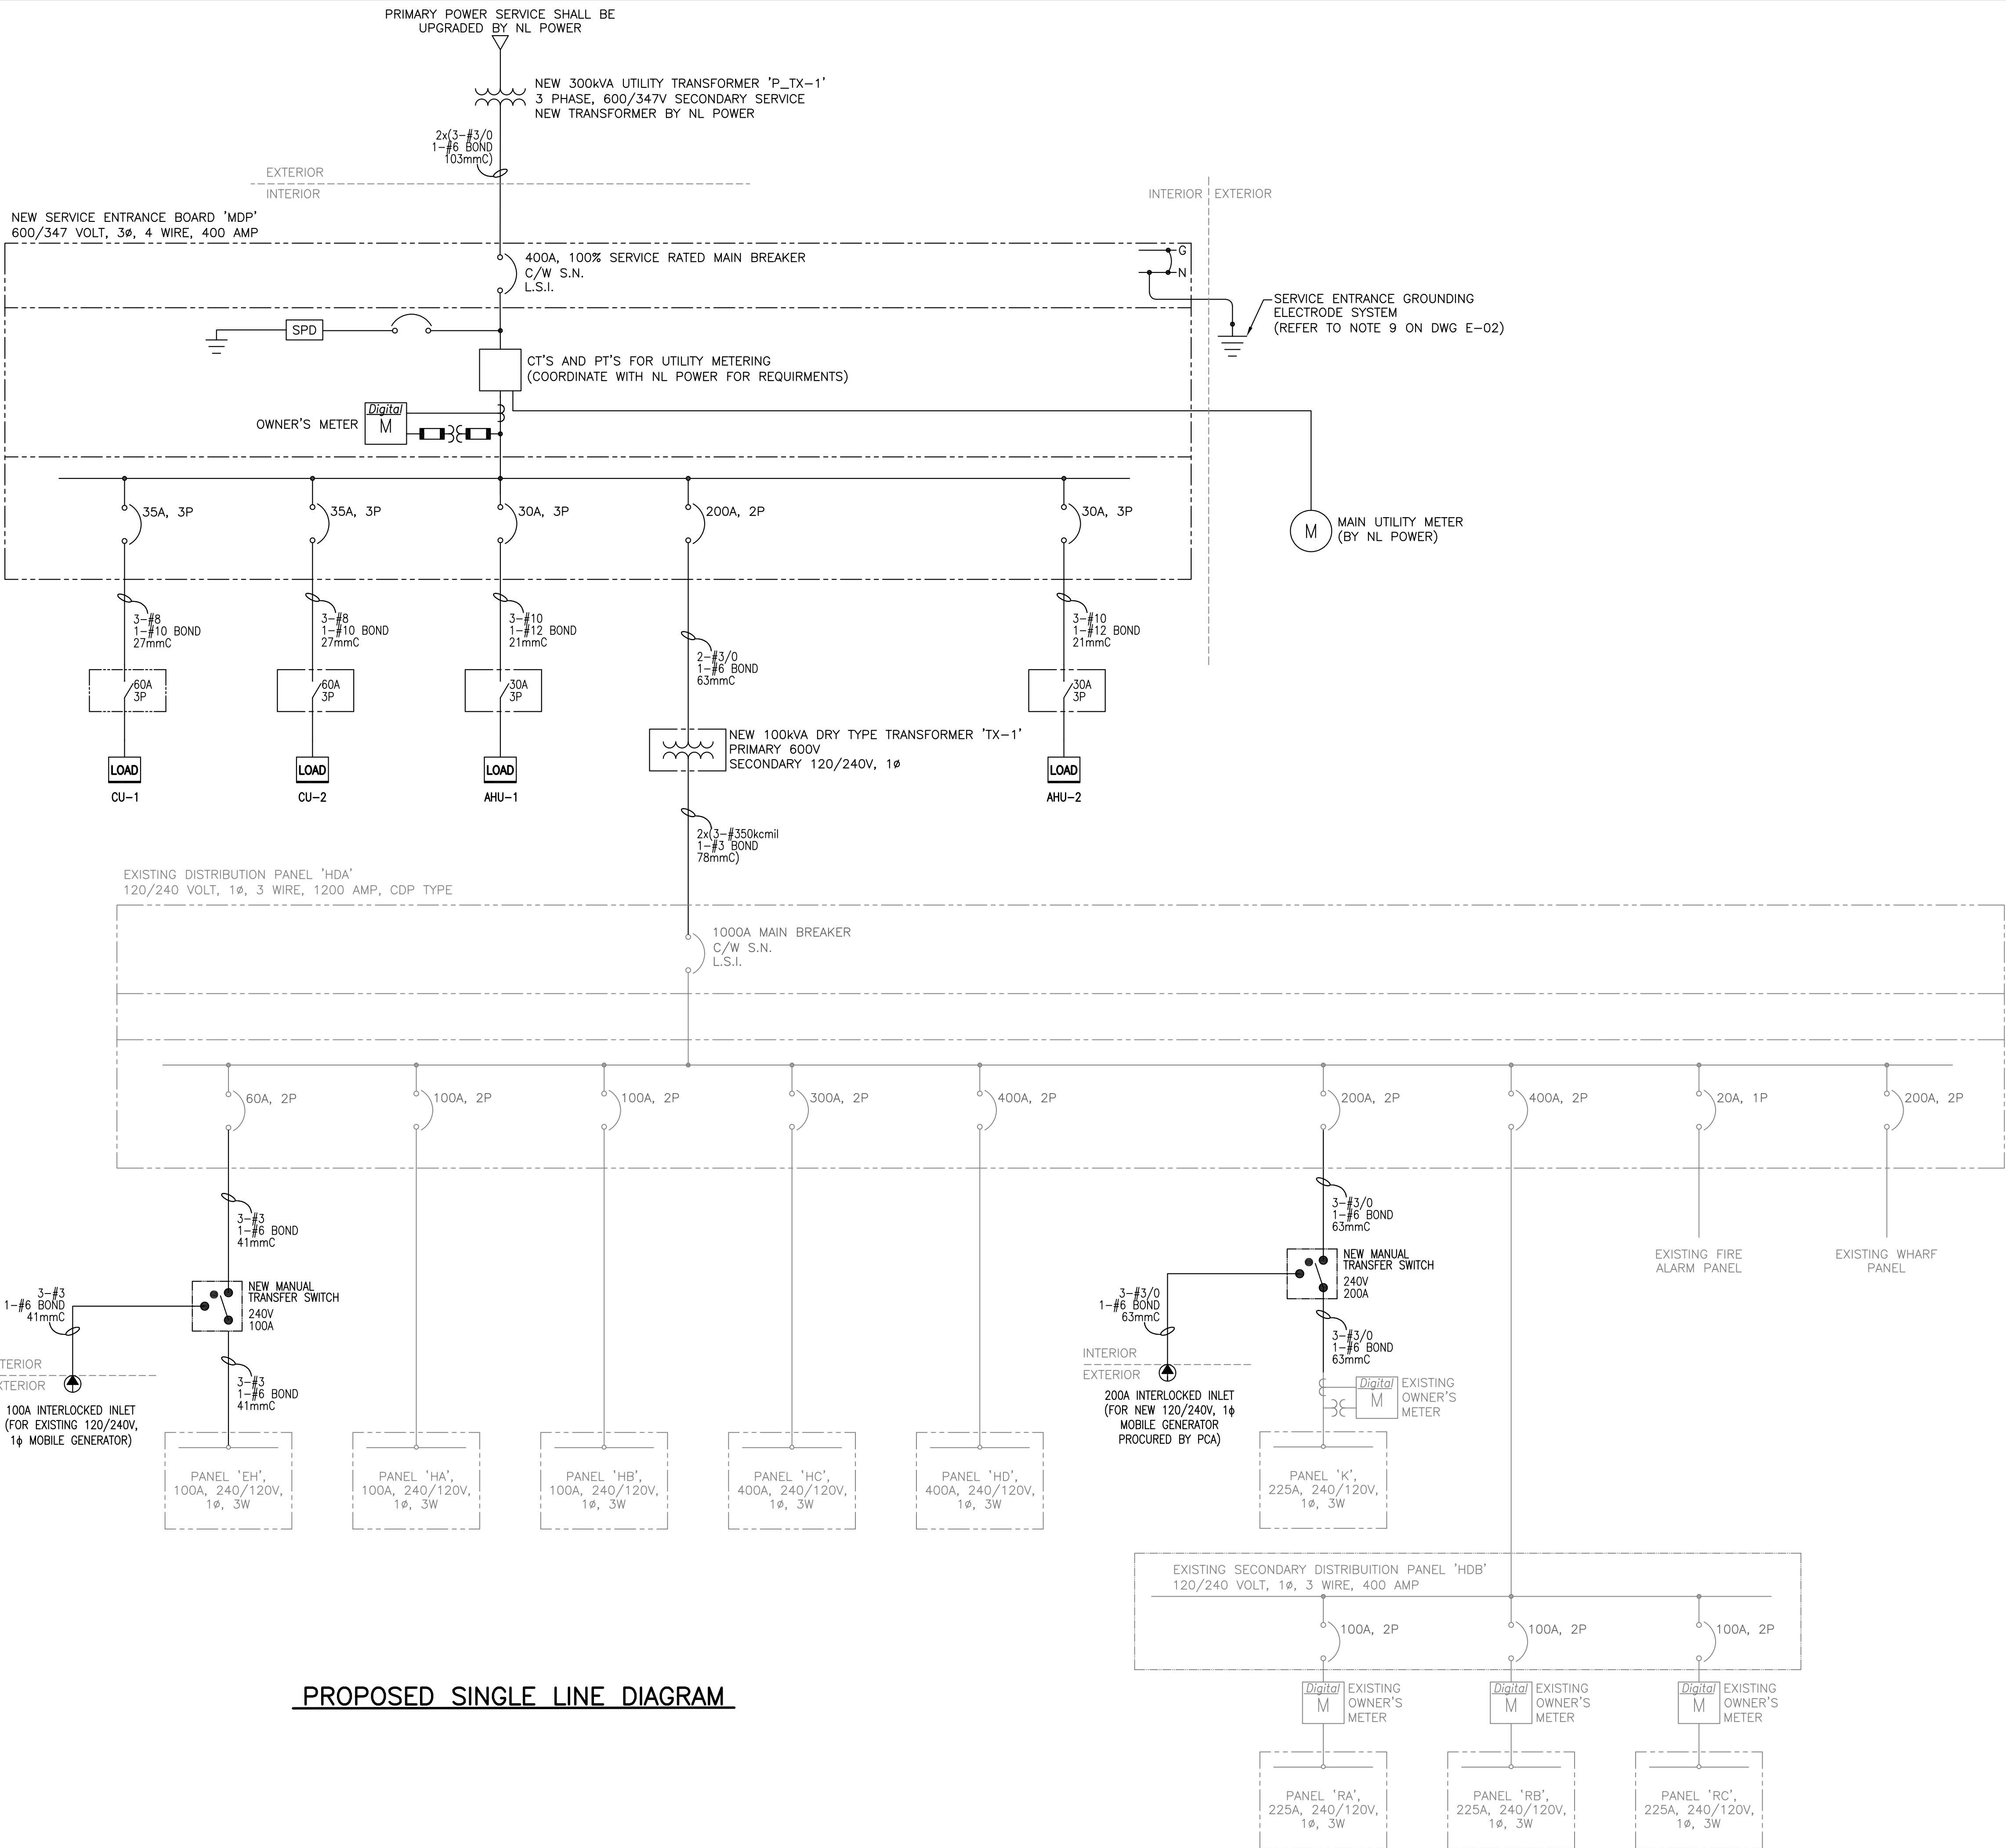 PRIMARY POWER SERVICE SHALL BE
UPGRADED BY NL POWER
NEW 300kVA UTILITY TRANSFORMER 'P_TX-1'
3 PHASE, 600/347V SECONDARY SERVICE
NEW TRANSFORMER BY NL POWER
2x(3-#3/0
1-#6 BOND
103mmC)
EXTERIOR
INTERIOR
INTERIOR
EXTERIOR
NEW SERVICE ENTRANCE BOARD 'MDP'
600/347 VOLT, 3ø, 4 WIRE, 400 AMP
400A, 100% SERVICE RATED MAIN BREAKER
C/W S.N.
L.S.I.
G
N
SERVICE ENTRANCE GROUNDING
ELECTRODE SYSTEM
(REFER TO NOTE 9 ON DWG E-02)
SPD
CT'S AND PT'S FOR UTILITY METERING
(COORDINATE WITH NL POWER FOR REQUIRMENTS)
OWNER'S METER
Digital
M
35A, 3P
35A, 3P
30A, 3P
200A, 2P
30A, 3P
M
MAIN UTILITY METER
(BY NL POWER)
3-#8
1-#10 BOND
27mmC
3-#8
1-#10 BOND
27mmC
3-#10
1-#12 BOND
21mmC
2-#3/0
1-#6 BOND
63mmC
3-#10
1-#12 BOND
21mmC
60A
3P
60A
3P
30A
3P
30A
3P
NEW 100kVA DRY TYPE TRANSFORMER 'TX-1'
PRIMARY 600V
SECONDARY 120/240V, 1ø
LOAD
CU-1
LOAD
CU-2
LOAD
AHU-1
LOAD
AHU-2
2x(3-#350kcmil
1-#3 BOND
78mmC)
EXISTING DISTRIBUTION PANEL 'HDA'
120/240 VOLT, 1ø, 3 WIRE, 1200 AMP, CDP TYPE
1000A MAIN BREAKER
C/W S.N.
L.S.I.
60A, 2P
100A, 2P
100A, 2P
300A, 2P
400A, 2P
200A, 2P
400A, 2P
20A, 1P
200A, 2P
3-#3
1-#6 BOND
41mmC
3-#3/0
1-#6 BOND
63mmC
EXISTING FIRE
ALARM PANEL
EXISTING WHARF
PANEL
NEW MANUAL
TRANSFER SWITCH
240V
100A
3-#3
1-#6 BOND
41mmC
NEW MANUAL
TRANSFER SWITCH
240V
200A
3-#3/0
1-#6 BOND
63mmC
3-#3
1-#6 BOND
41mmC
3-#3/0
1-#6 BOND
63mmC
TERIOR
TERIOR
INTERIOR
EXTERIOR
100A INTERLOCKED INLET
(FOR EXISTING 120/240V,
1ϕ MOBILE GENERATOR)
200A INTERLOCKED INLET
(FOR NEW 120/240V, 1ϕ
MOBILE GENERATOR
PROCURED BY PCA)
Digital
M
EXISTING
OWNER'S
METER
PANEL 'EH',
100A, 240/120V,
1ø, 3W
PANEL 'HA',
100A, 240/120V,
1ø, 3W
PANEL 'HB',
100A, 240/120V,
1ø, 3W
PANEL 'HC',
400A, 240/120V,
1ø, 3W
PANEL 'HD',
400A, 240/120V,
1ø, 3W
PANEL 'K',
225A, 240/120V,
1ø, 3W
EXISTING SECONDARY DISTRIBUITION PANEL 'HDB'
120/240 VOLT, 1ø, 3 WIRE, 400 AMP
100A, 2P
100A, 2P
100A, 2P
Digital
M
EXISTING
OWNER'S
METER
Digital
M
EXISTING
OWNER'S
METER
Digital
M
EXISTING
OWNER'S
METER
PANEL 'RA',
225A, 240/120V,
1ø, 3W
PANEL 'RB',
225A, 240/120V,
1ø, 3W
PANEL 'RC',
225A, 240/120V,
1ø, 3W
PROPOSED SINGLE LINE DIAGRAM